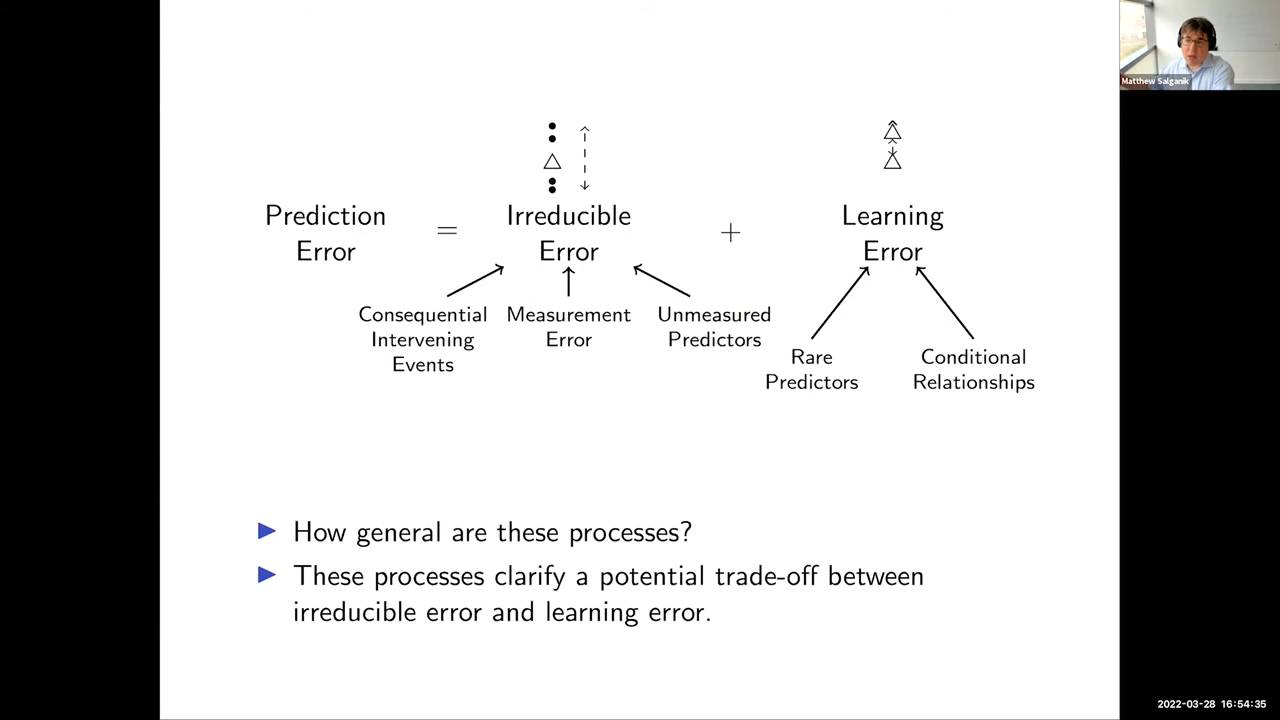 Matthew Salganik
Prediction
Error
=
Irreducible
Error
+
Learning
Error
Consequential
Intervening
Events
Measurement
Error
Unmeasured
Predictors
Rare
Predictors
Conditional
Relationships
How general are these processes?
These processes clarify a potential trade-off between
irreducible error and learning error.
2022-03-28 16:54:35